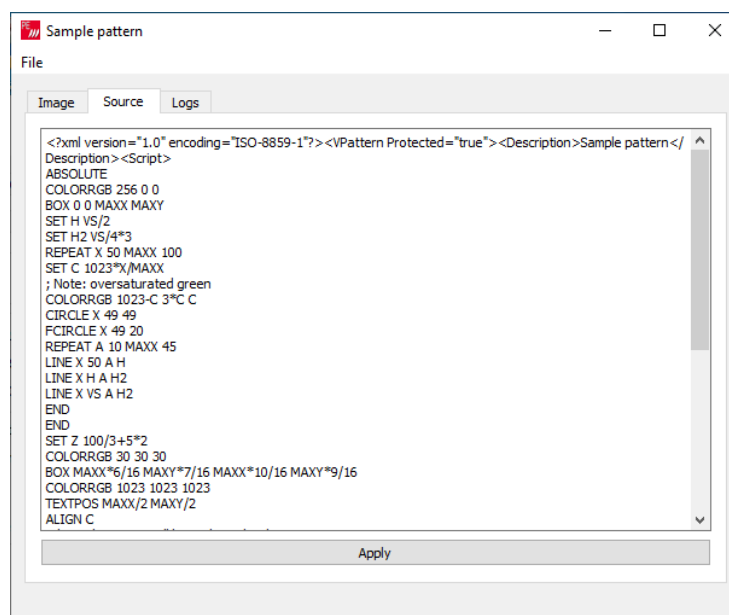 Sample pattern
File
Image Source Logs
<?xml version="1.0" encoding="ISO-8859-1"?><VPattern Protected="true"><Description>Sample pattern</
Description><Script>
ABSOLUTE
COLORRGB 256 0 0
BOX 0 0 MAXX MAXY
SET H VS/2
SET H2 VS/4*3
REPEAT X 50 MAXX 100
SET C 1023*X/MAXX
; Note: oversaturated green
COLORRGB 1023-C 3*C C
CIRCLE X 49 49
FCIRCLE X 49 20
REPEAT A 10 MAXX 45
LINE X 50 A H
LINE X H A H2
LINE X VS A H2
END
END
SET Z 100/3+5*2
COLORRGB 30 30 30
BOX MAXX*6/16 MAXY*7/16 MAXX*10/16 MAXY*9/16
COLORRGB 1023 1023 1023
TEXTPOS MAXX/2 MAXY/2
ALIGN C
Apply